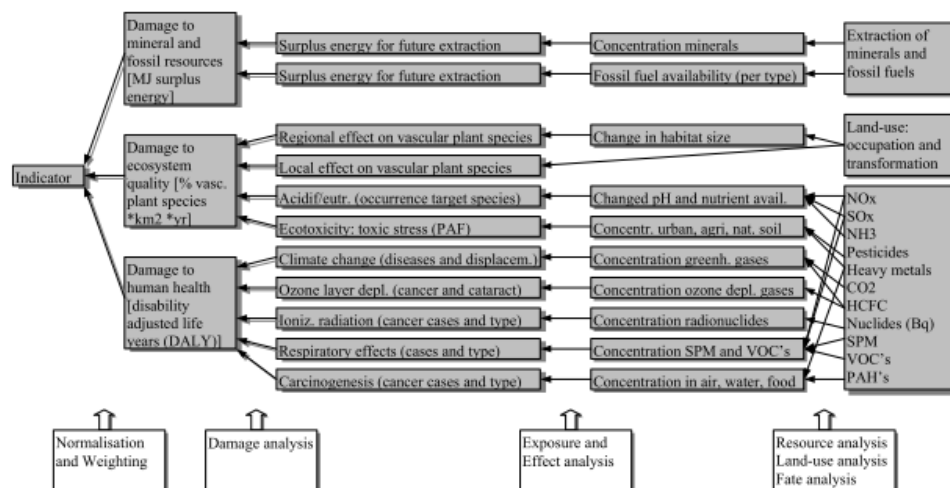 Damage to
mineral and
fossil resources
[MJ surplus
energy]
Surplus energy for future extraction
Concentration minerals
Extraction of
minerals and
fossil fuels
Surplus energy for future extraction
Fossil fuel availability (per type)
Indicator
Damage to
ecosystem
quality [% vasc.
plant species
*km2 *yr]
Regional effect on vascular plant species
Change in habitat size
Land-use:
occupation and
transformation
Local effect on vascular plant species
Acidif/eutr. (occurrence target species)
Changed pH and nutrient avail.
Ecotoxicity: toxic stress (PAF)
Concentr. urban, agri, nat. soil
Damage to
human health
[disability
adjusted life
years (DALY)]
Climate change (diseases and displacem.)
Concentration greenh. gases
Ozone layer depl. (cancer and cataract)
Concentration ozone depl. gases
Ioniz. radiation (cancer cases and type)
Concentration radionuclides
Respiratory effects (cases and type)
Concentration SPM and VOC's
Carcinogenesis (cancer cases and type)
Concentration in air, water, food
NOx
SOx
NH3
Pesticides
Heavy metals
CO2
HCFC
Nuclides (Bq)
SPM
VOC's
PAH's
Normalisation
and Weighting
Damage analysis
Exposure and
Effect analysis
Resource analysis
Land-use analysis
Fate analysis